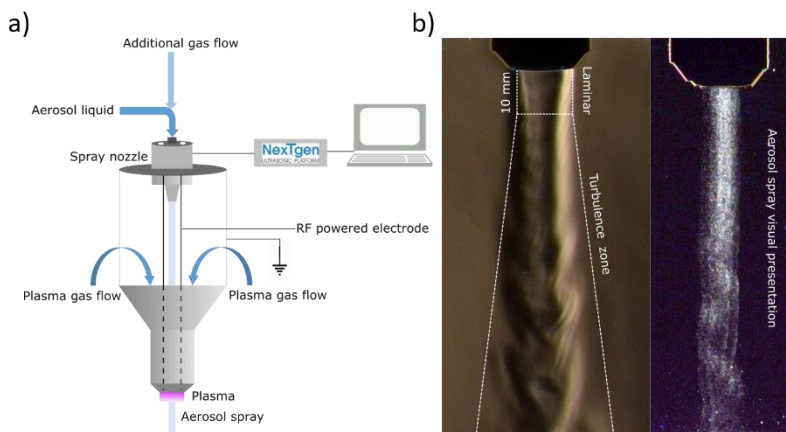 a)
Additional gas flow
Aerosol liquid
Spray nozzle
NexTgen
ULTRASONIC PLATFORM
RF powered electrode
Plasma gas flow
Plasma gas flow
Plasma
Aerosol spray
b)
10 mm
Laminar
Turbulence zone
Aerosol spray visual presentation